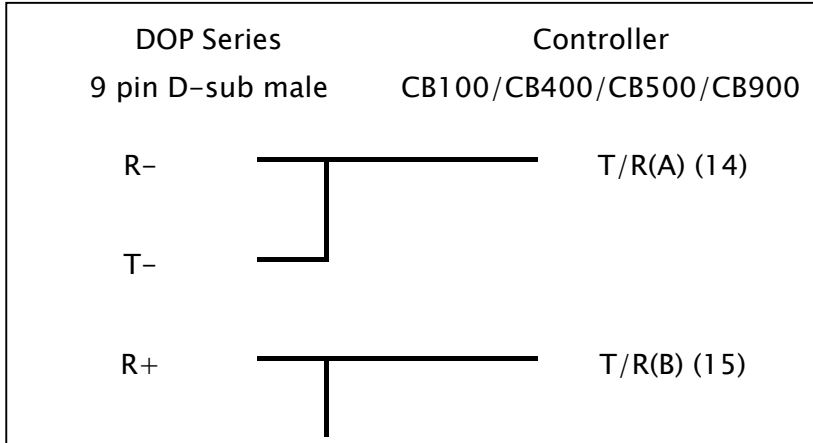 DOP Series Controller
9 pin D-sub male CB100/CB400/CB500/CB900
R- T/R(A) (14)
T-
R+ T/R(B) (15)